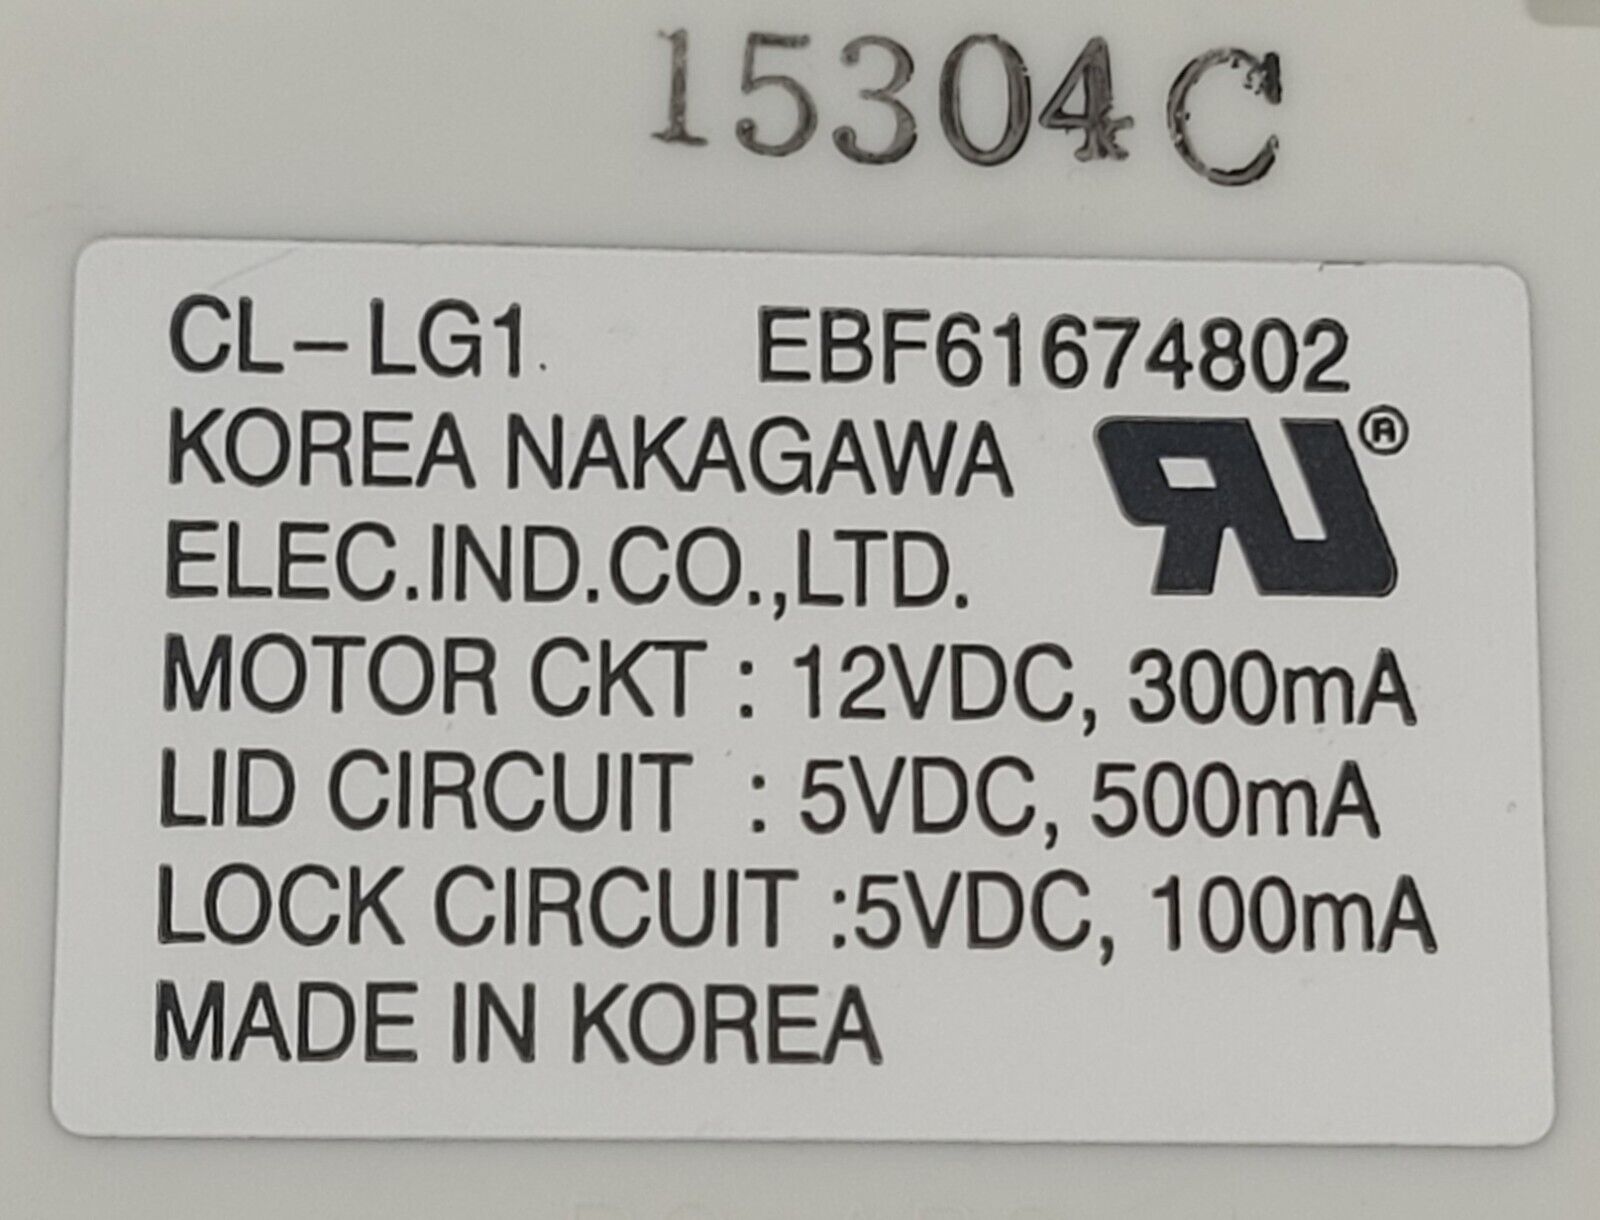 15304C
CL-LG1. EBF61674802
KOREA NAKAGAWA
ELEC.IND.CO.,LTD.
MOTOR CKT : 12VDC, 300mA
LID CIRCUIT : 5VDC, 500mA
LOCK CIRCUIT :5VDC, 100mA
MADE IN KOREA